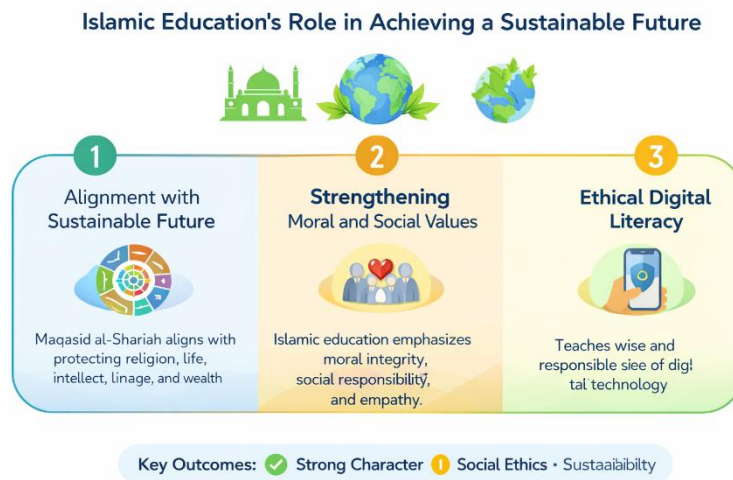 Islamic Education's Role in Achieving a Sustainable Future
1
Alignment with
Sustainable Future
Maqasid al-Shariah aligns with
protecting religion, life,
intellect, linage, and wealth
2
Strengthening
Moral and Social Values
Islamic education emphasizes
moral integrity,
social responsibility,
and empathy.
3
Ethical Digital
Literacy
Teaches wise and
responsible siee of digl
tal technology
Key Outcomes: Strong Character Social Ethics • Sustaaibilty